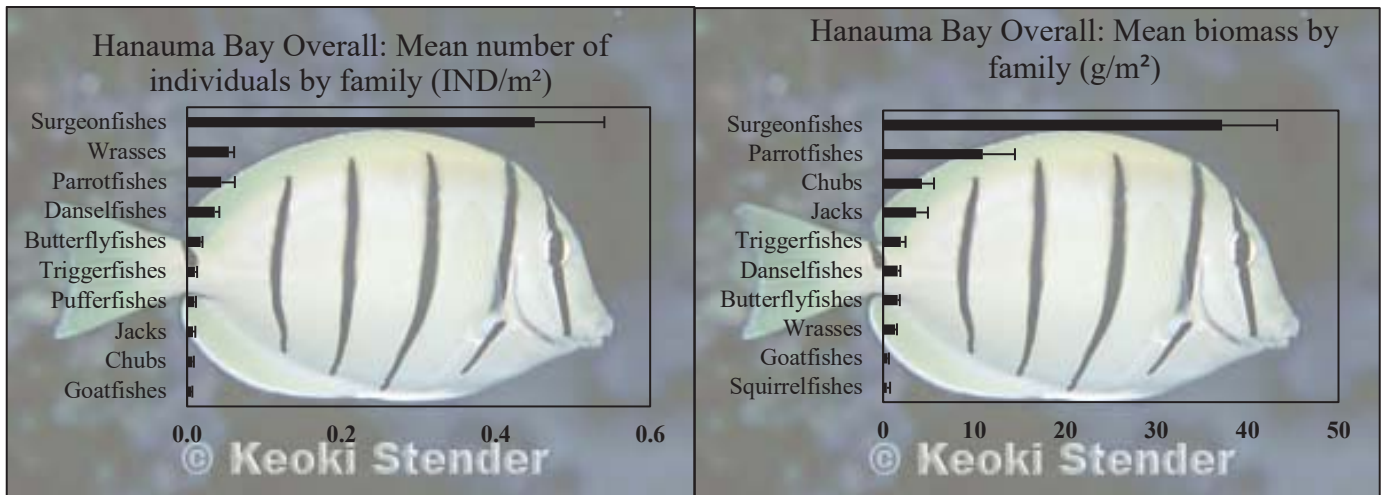 Hanauma Bay Overall: Mean number of
individuals by family (IND/m²)
Surgeonfishes
Wrasses
Parrotfishes
Danselfishes
Butterflyfishes
Triggerfishes
Pufferfishes
Jacks
Chubs
Goatfishes
0.0 0.2 0.4 0.6
© Keoki Stender
Hanauma Bay Overall: Mean biomass by
family (g/m²)
Surgeonfishes
Parrotfishes
Chubs
Jacks
Triggerfishes
Danselfishes
Butterflyfishes
Wrasses
Goatfishes
Squirrelfishes
0 10 20 30 40 50
© Keoki Stender